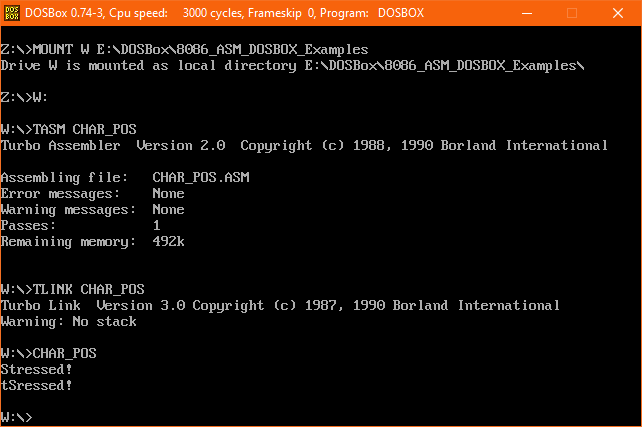 DOS
BOX
DOSBox 0.74-3, Cpu speed:    3000 cycles, Frameskip  0, Program:   DOSBOX
Z:\>MOUNT W E:\DOSBox\8086_ASM_DOSBOX_Examples
Drive W is mounted as local directory E:\DOSBox\8086_ASM_DOSBOX_Examples\
Z:\>W:
W:\>TASM CHAR_POS
Turbo Assembler  Version 2.0  Copyright (c) 1988, 1990 Borland International
Assembling file:   CHAR_POS.ASM
Error messages:    None
Warning messages:  None
Passes:            1
Remaining memory:  492k
W:\>TLINK CHAR_POS
Turbo Link  Version 3.0 Copyright (c) 1987, 1990 Borland International
Warning: No stack
W:\>CHAR_POS
Stressed!
tSressed!
W:\>